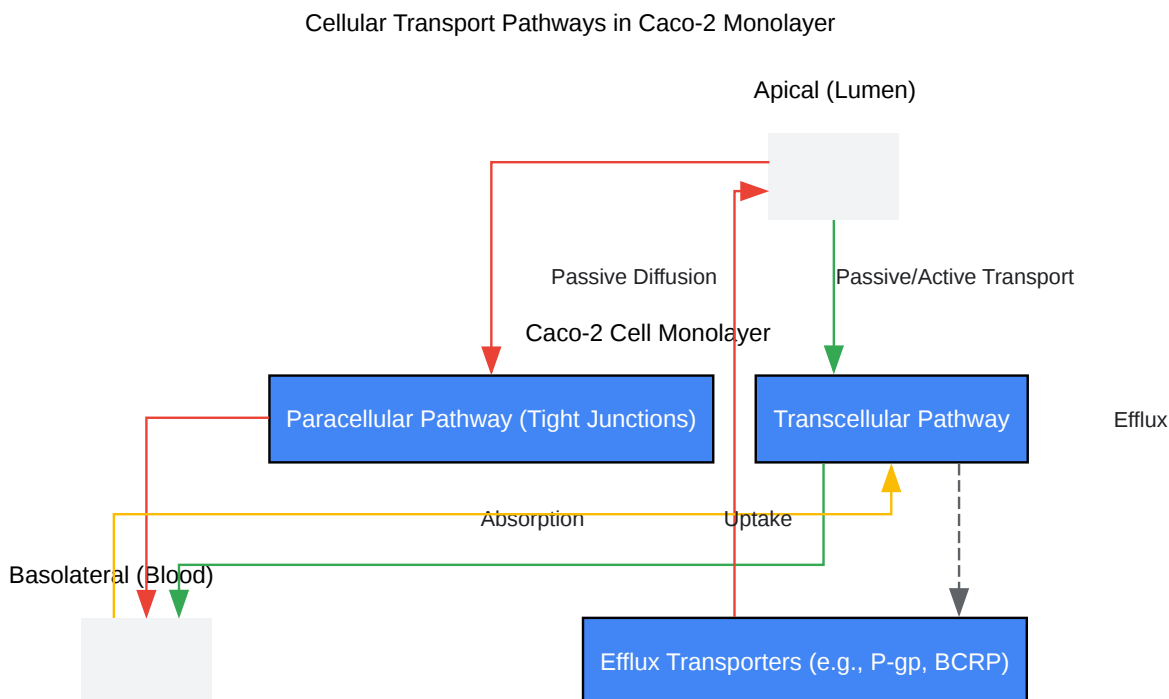 Cellular Transport Pathways in Caco-2 Monolayer
Apical (Lumen)
Passive Diffusion
Passive/Active Transport
Caco-2 Cell Monolayer
Paracellular Pathway (Tight Junctions)
Transcellular Pathway
Efflux
Absorption
Uptake
Basolateral (Blood)
Efflux Transporters (e.g., P-gp, BCRP)